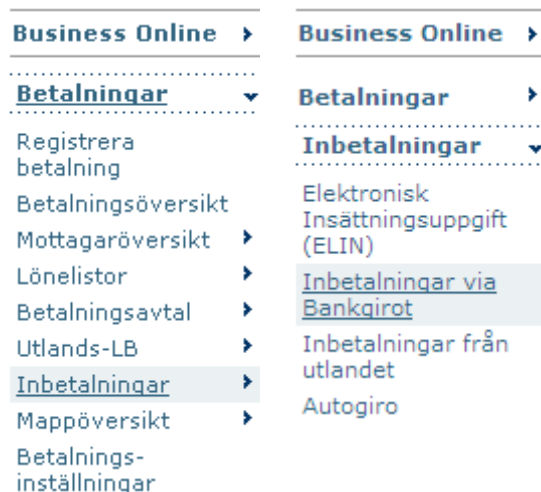 Business Online
Betalningar
Registrera
betalning
Betalningsöversikt
Mottagaröversikt
Lönelistor
Betalningsavtal
Utlands-LB
Inbetalningar
Mappöversikt
Betalnings-
inställningar
Business Online
Betalningar
Inbetalningar
Elektronisk
Insättningsuppgift
(ELIN)
Inbetalningar via
Bankgirot
Inbetalningar från
utlandet
Autogiro